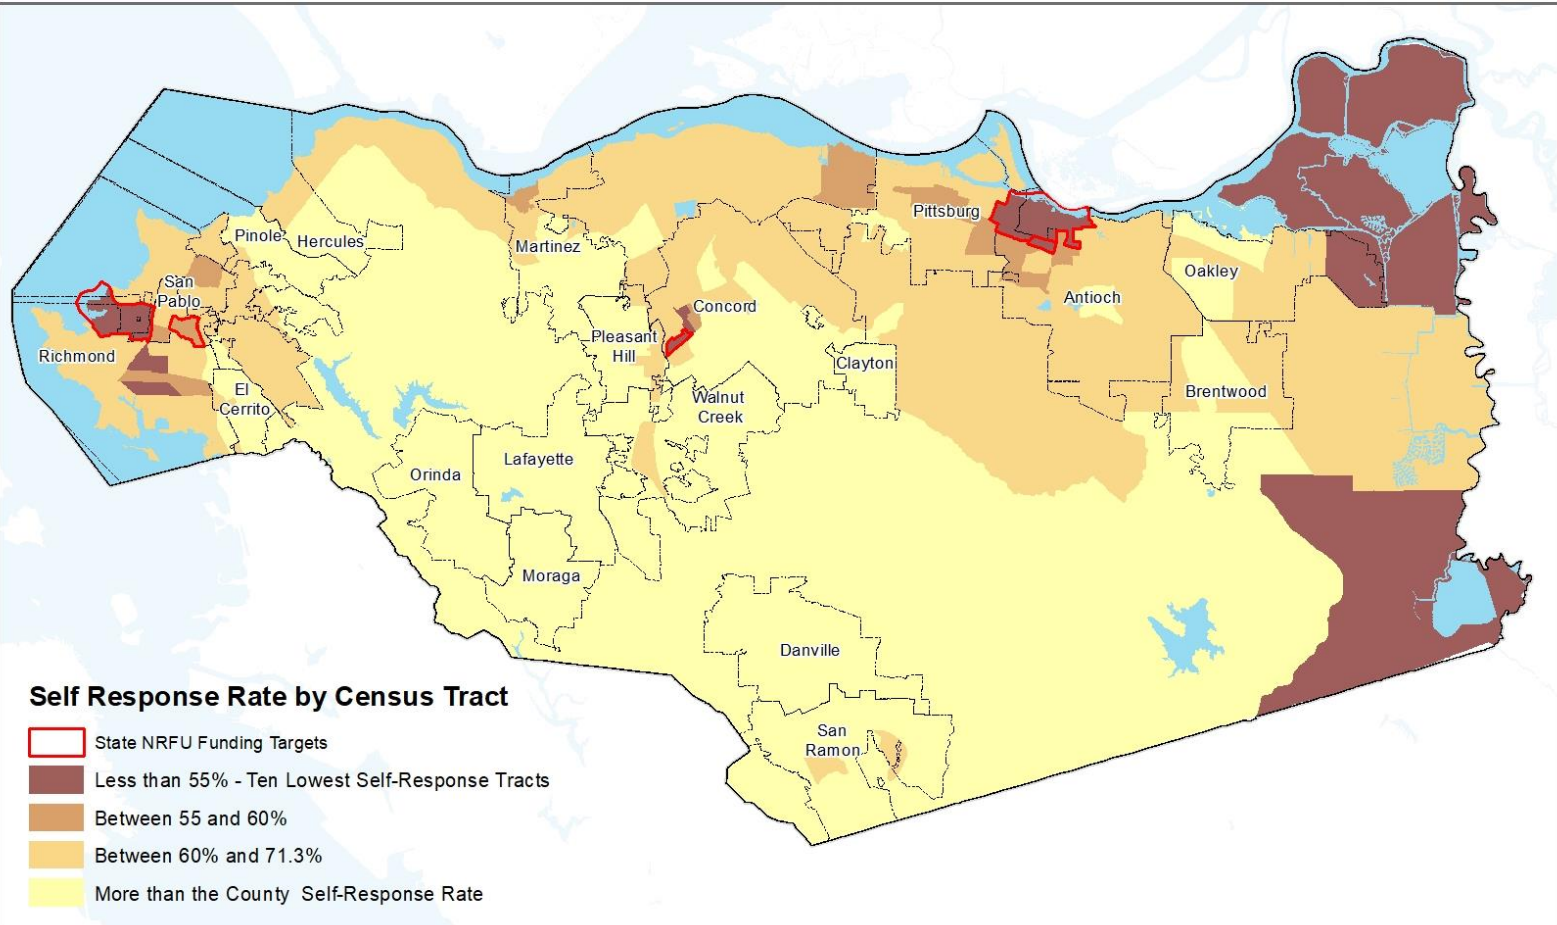 Pittsburg
Pinole
Hercules
Martinez
Oakley
San
Pablo
Antioch
Concord
Pleasant
Hill
Richmond
Clayton
El
Cerrito
Walnut
Creek
Brentwood
Orinda
Lafayette
Moraga
Danville
San
Ramon
Self Response Rate by Census Tract
State NRFU Funding Targets
Less than 55% - Ten Lowest Self-Response Tracts
Between 55 and 60%
Between 60% and 71.3%
More than the County Self-Response Rate